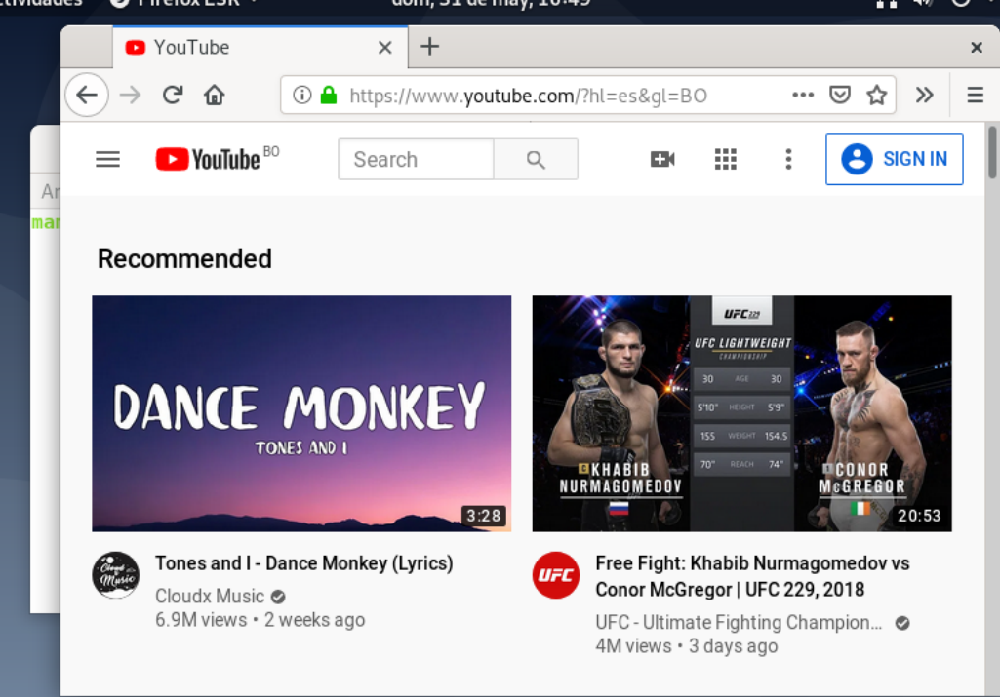 Firefox ESR
dom, 31 de may, 16:49
YouTube
https://www.youtube.com/?hl=es&gl=BO
YouTube BO
Search
SIGN IN
Recommended
DANCE MONKEY
TONES AND I
3:28
UFC 229
UFC LIGHTWEIGHT
CHAMPIONSHIP
30 AGE 30
5'10" HEIGHT 5'9"
155 WEIGHT 154.5
70" REACH 74"
C KHABIB
NURMAGOMEDOV
CONOR
McGREGOR
20:53
Cloud
Music
Tones and I - Dance Monkey (Lyrics)
Cloudx Music
6.9M views • 2 weeks ago
UFC
Free Fight: Khabib Nurmagomedov vs
Conor McGregor | UFC 229, 2018
UFC - Ultimate Fighting Champion...
4M views • 3 days ago